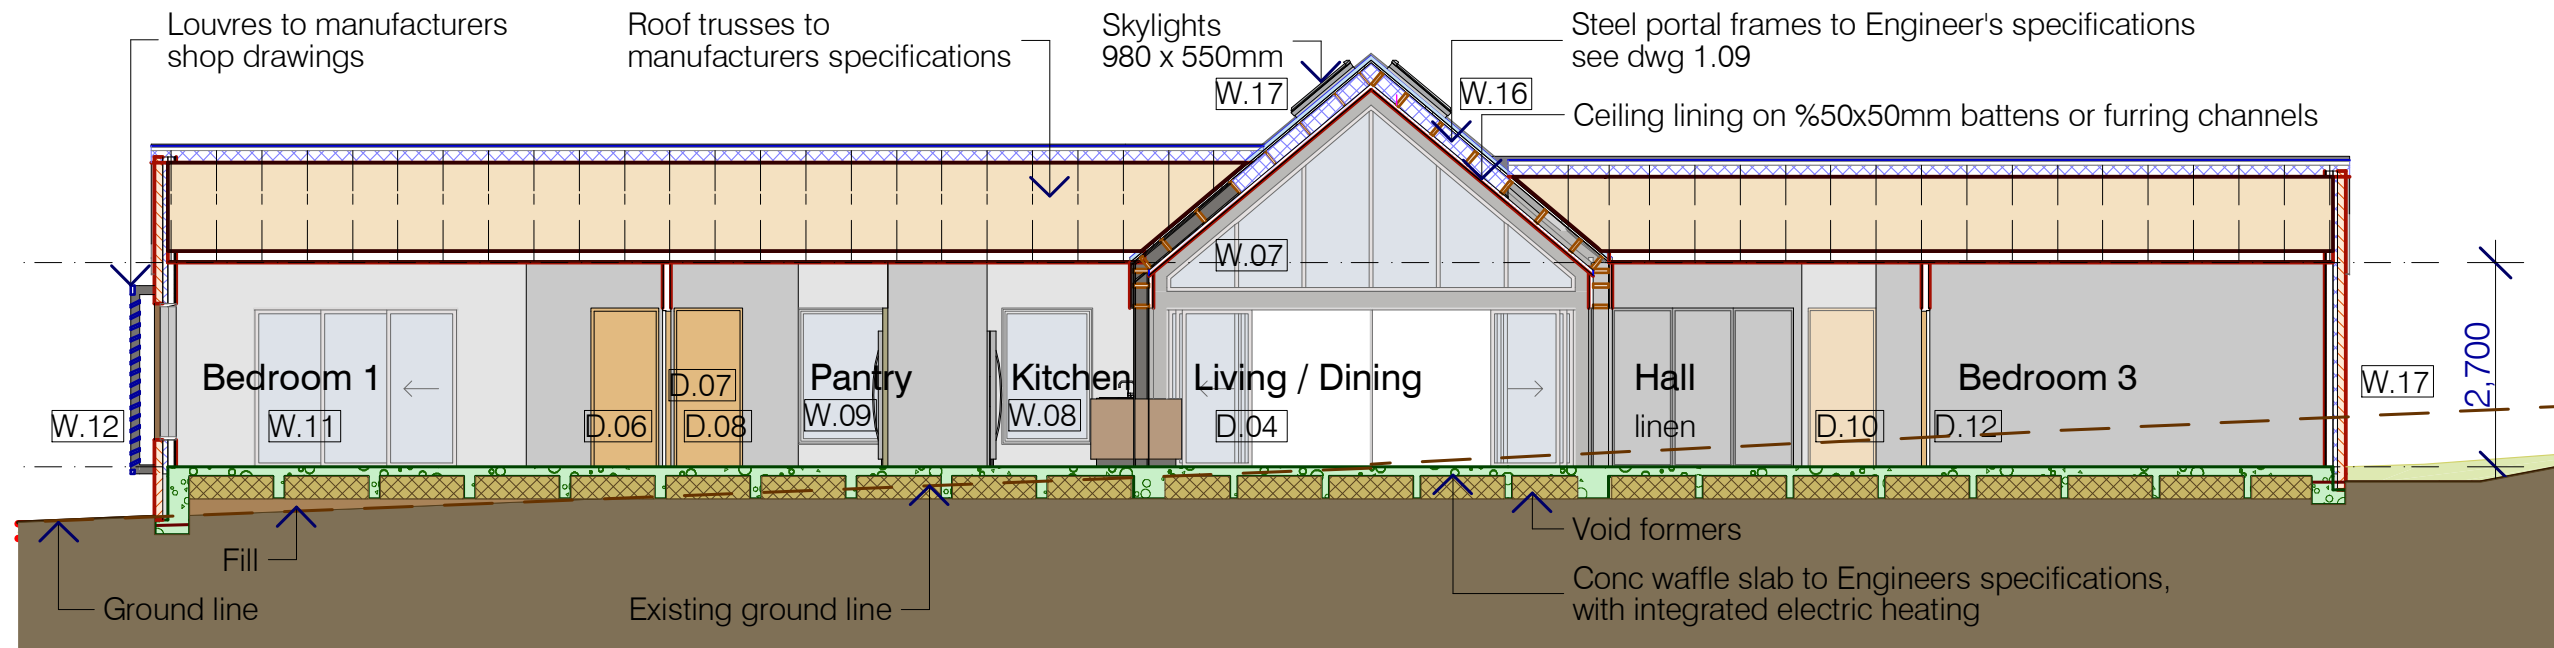 Louvres to manufacturers
shop drawings
Roof trusses to
manufacturers specifications
Skylights
980 x 550mm
W.17
Steel portal frames to Engineer's specifications
see dwg 1.09
W.16
Ceiling lining on %50x50mm battens or furring channels
W.07
Bedroom 1
Pantry
Kitchen
Living / Dining
Hall
Bedroom 3
2,700
W.12
W.11
D.06
D.07
D.08
W.09
W.08
D.04
linen
D.10
D.12
W.17
Fill
Ground line
Existing ground line
Void formers
Conc waffle slab to Engineers specifications,
with integrated electric heating